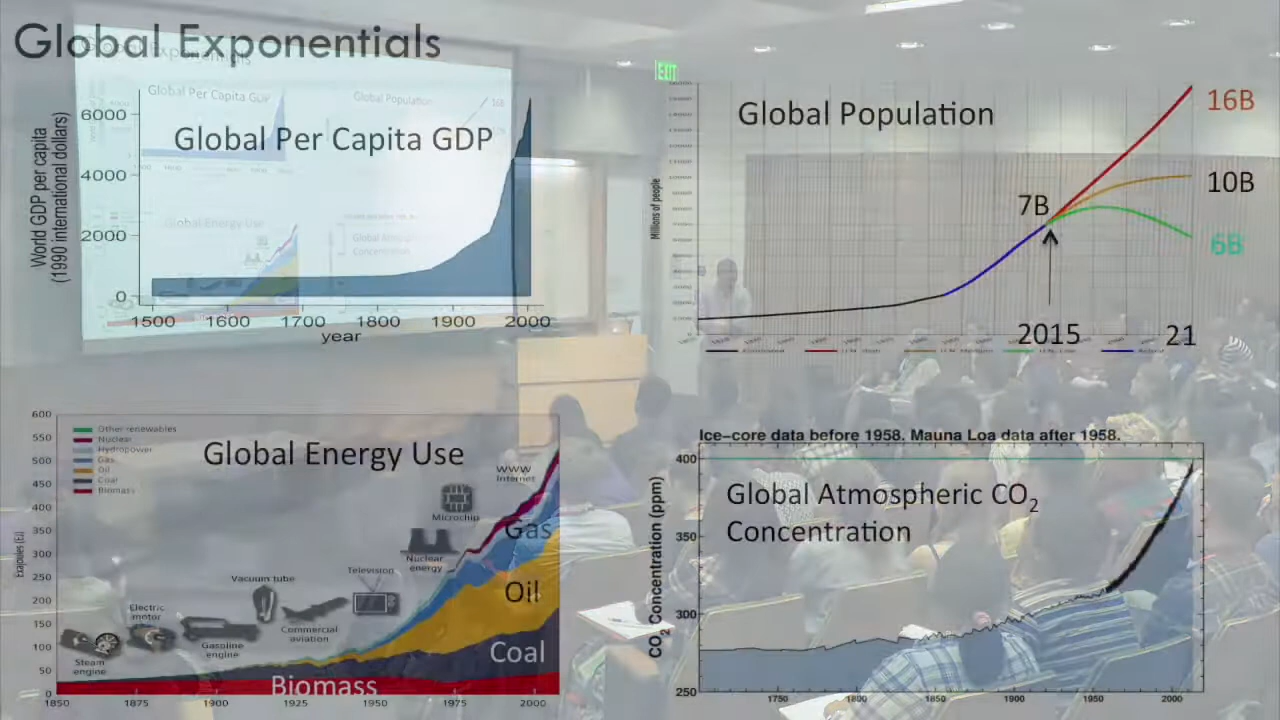 Global Exponentials
EXIT
Global Per Capita GDP
World GDP per capita
(1990 international dollars)
6000
4000
2000
0
1500 1600 1700 1800 1900 2000
year
Global Population
Millions of people
16B
10B
7B
6B
2015
21
Global Energy Use
600
550
500
450
400
350
300
250
200
150
100
50
0
Exajoules (EJ)
Other renewables
Nuclear
Hydropower
Gas
Oil
Coal
Biomass
www
Internet
Microchip
Nuclear
energy
Television
Vacuum tube
Commercial
aviation
Gasoline
engine
Electric
motor
Steam
engine
Gas
Oil
Coal
Biomass
1850 1875 1900 1925 1950 1975 2000
Ice-core data before 1958. Mauna Loa data after 1958.
Global Atmospheric CO2
Concentration
CO2 Concentration (ppm)
400
350
300
250
1750 1800 1850 1900 1950 2000